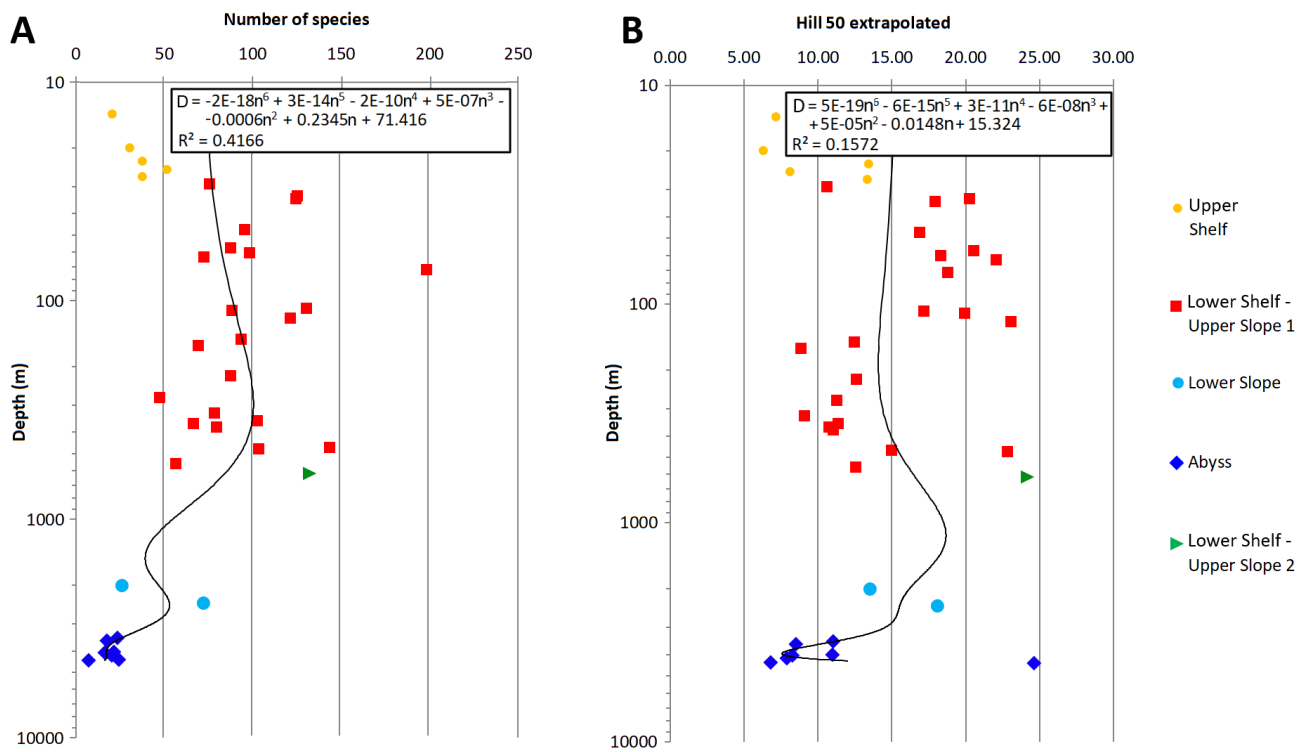 A
Number of species
0 50 100 150 200 250
10
100
1000
10000
Depth (m)
D = -2E-18n⁶ + 3E-14n⁵ - 2E-10n⁴ + 5E-07n³ -
-0.0006n² + 0.2345n + 71.416
R² = 0.4166
B
Hill 50 extrapolated
0.00 5.00 10.00 15.00 20.00 25.00 30.00
10
100
1000
10000
Depth (m)
D = 5E-19n⁶ - 6E-15n⁵ + 3E-11n⁴ - 6E-08n³ +
+ 5E-05n² - 0.0148n + 15.324
R² = 0.1572
Upper
Shelf
Lower Shelf -
Upper Slope 1
Lower Slope
Abyss
Lower Shelf -
Upper Slope 2